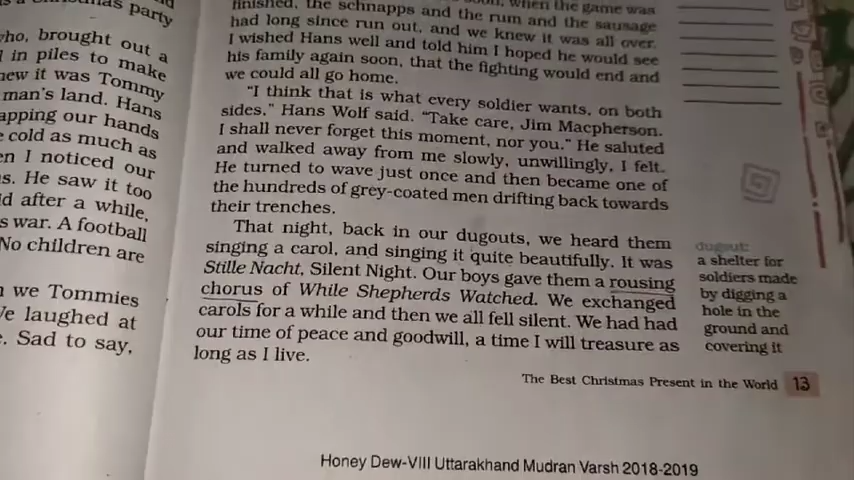 party
who, brought out a
in piles to make
new it was Tommy
man's land. Hans
apping our hands
cold as much as
en I noticed our
s. He saw it too
d after a while,
s war. A football
No children are
we Tommies
We laughed at
. Sad to say,
finished, the schnapps and the rum and the sausage
had long since run out, and we knew it was all over.
I wished Hans well and told him I hoped he would see
his family again soon, that the fighting would end and
we could all go home.
"I think that is what every soldier wants, on both
sides," Hans Wolf said. "Take care, Jim Macpherson.
I shall never forget this moment, nor you." He saluted
and walked away from me slowly, unwillingly, I felt.
He turned to wave just once and then became one of
the hundreds of grey-coated men drifting back towards
their trenches.
That night, back in our dugouts, we heard them
singing a carol, and singing it quite beautifully. It was
Stille Nacht, Silent Night. Our boys gave them a rousing
chorus of While Shepherds Watched. We exchanged
carols for a while and then we all fell silent. We had had
our time of peace and goodwill, a time I will treasure as
long as I live.
dugout:
a shelter for
soldiers made
by digging a
hole in the
ground and
covering it
The Best Christmas Present in the World 13
Honey Dew-VIII Uttarakhand Mudran Varsh 2018-2019